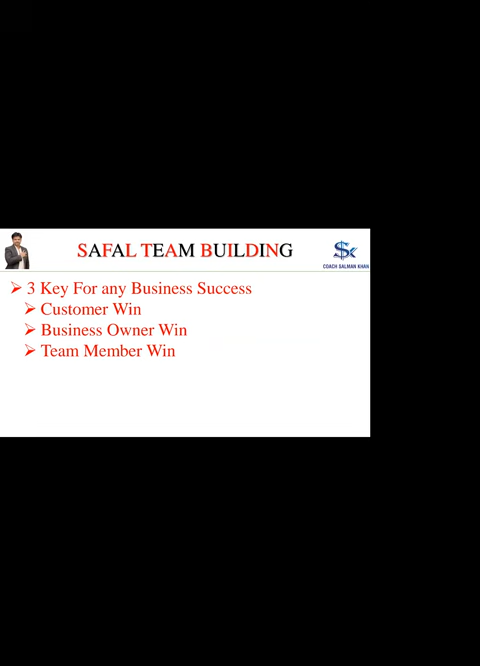 SAFAL TEAM BUILDING
COACH SALMAN KHAN
3 Key For any Business Success
Customer Win
Business Owner Win
Team Member Win